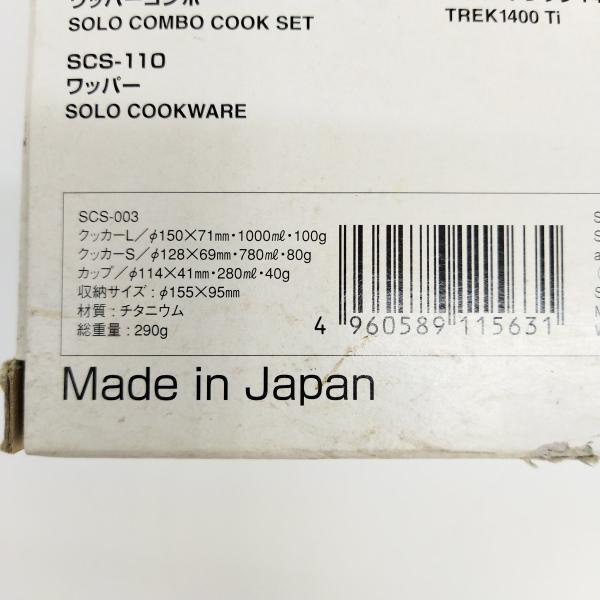 SOLO COMBO COOK SET
TREK1400 Ti
SCS-110
ワッパー
SOLO COOKWARE
SCS-003
クッカーL／φ150×71mm・1000ml・100g
クッカーS／φ128×69mm・780ml・80g
カップ／φ114×41mm・280ml・40g
収納サイズ：φ155×95mm
材質：チタニウム
総重量：290g
4 960589 115631
Made in Japan